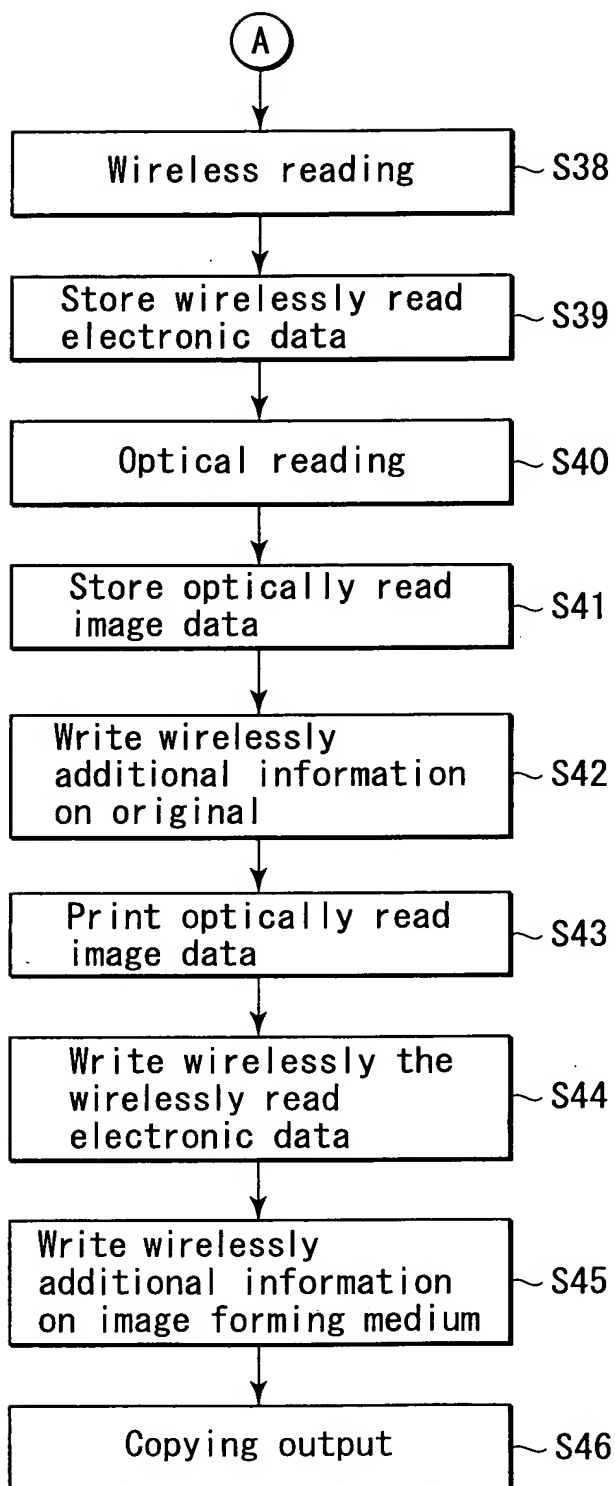 A
Wireless reading
S38
Store wirelessly read
electronic data
S39
Optical reading
S40
Store optically read
image data
S41
Write wirelessly
additional information
on original
S42
Print optically read
image data
S43
Write wirelessly the
wirelessly read
electronic data
S44
Write wirelessly
additional information
on image forming medium
S45
Copying output
S46